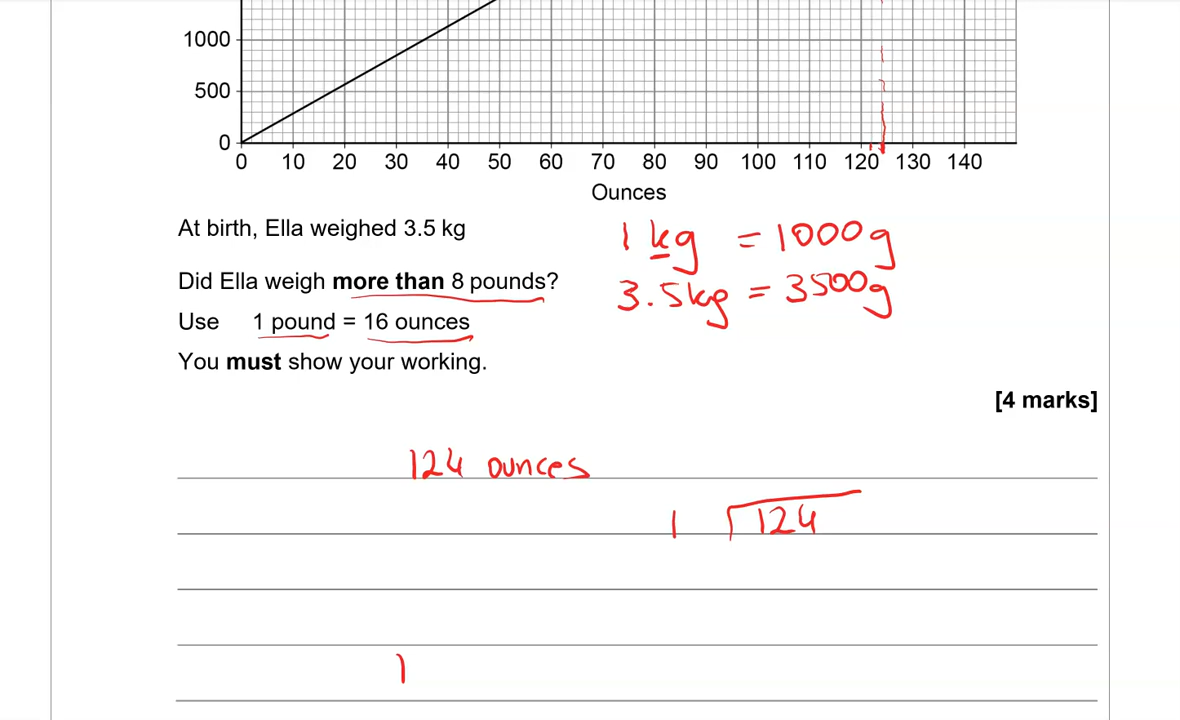 1000
500
0
0 10 20 30 40 50 60 70 80 90 100 110 120 130 140
Ounces
At birth, Ella weighed 3.5 kg
1 kg = 1000g
Did Ella weigh more than 8 pounds?
3.5kg = 3500g
Use 1 pound = 16 ounces
You must show your working.
[4 marks]
124 ounces
1 124
1